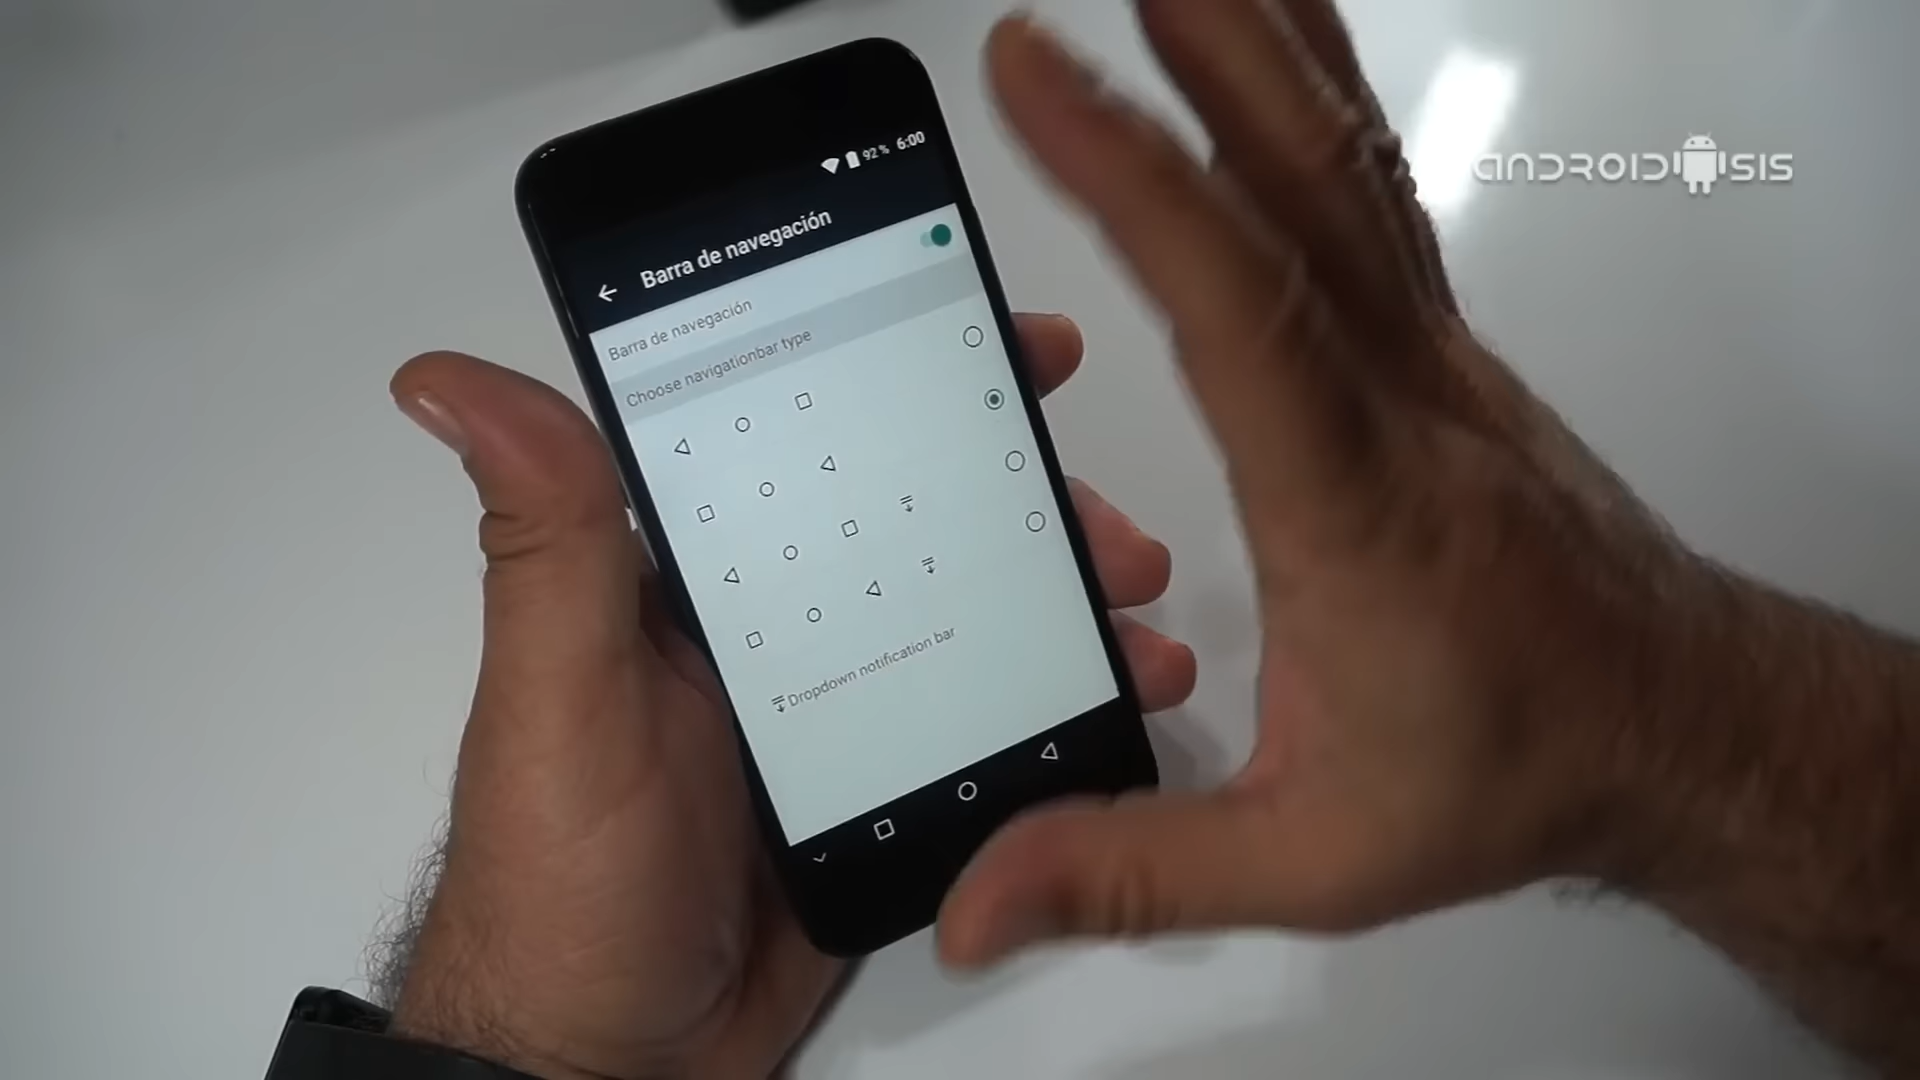 ANDROIDSIS
92% 6:00
Barra de navegación
Barra de navegación
Choose navigationbar type
Dropdown notification bar